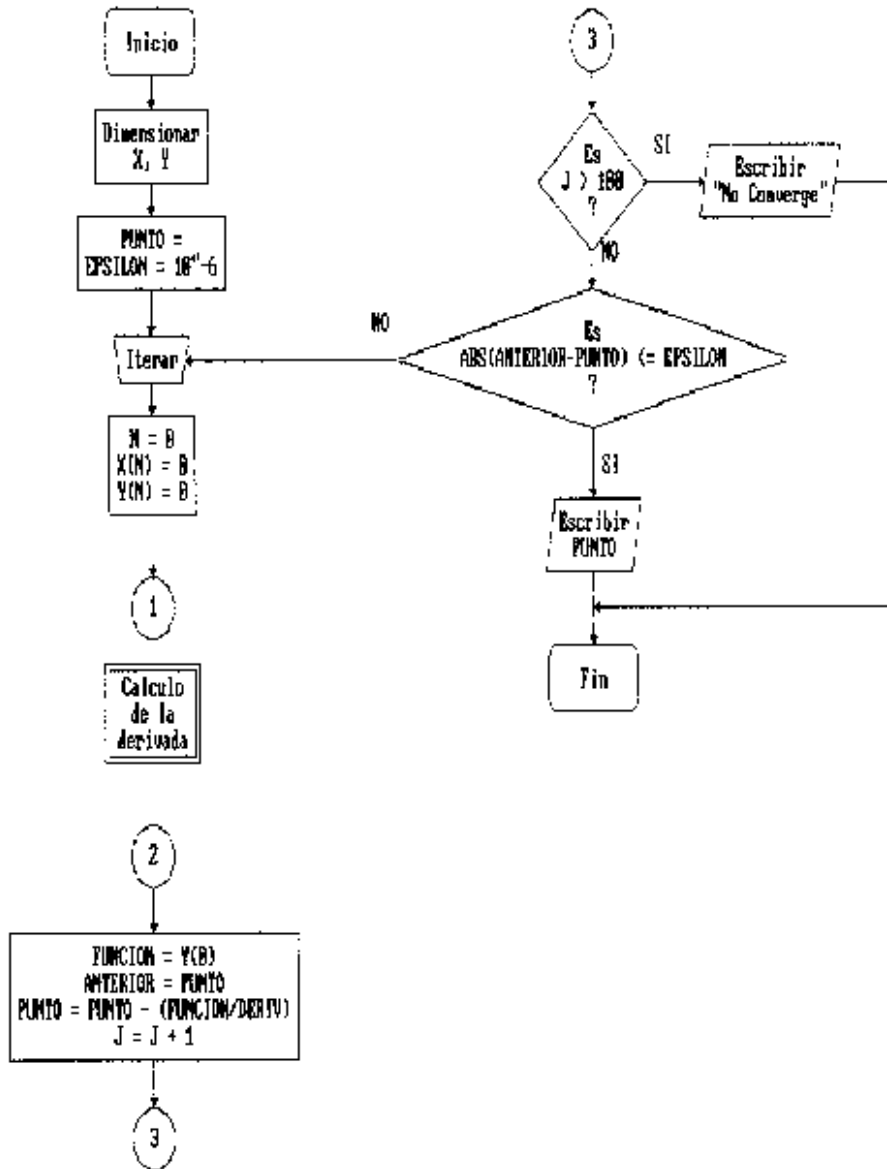 Inicio
Dimensionar
X, Y
PUNTO =
EPSILON = 10^-6
Iterar
N = 0
X(N) = 0
Y(N) = 0
1
Calculo
de la
derivada
2
FUNCION = Y(0)
ANTERIOR = PUNTO
PUNTO = PUNTO - (FUNCION/DERIV)
J = J + 1
3
3
Es
J > 100
?
SI
Escribir
"No Converge"
NO
Es
ABS(ANTERIOR-PUNTO) <= EPSILON
?
NO
SI
Escribir
PUNTO
Fin